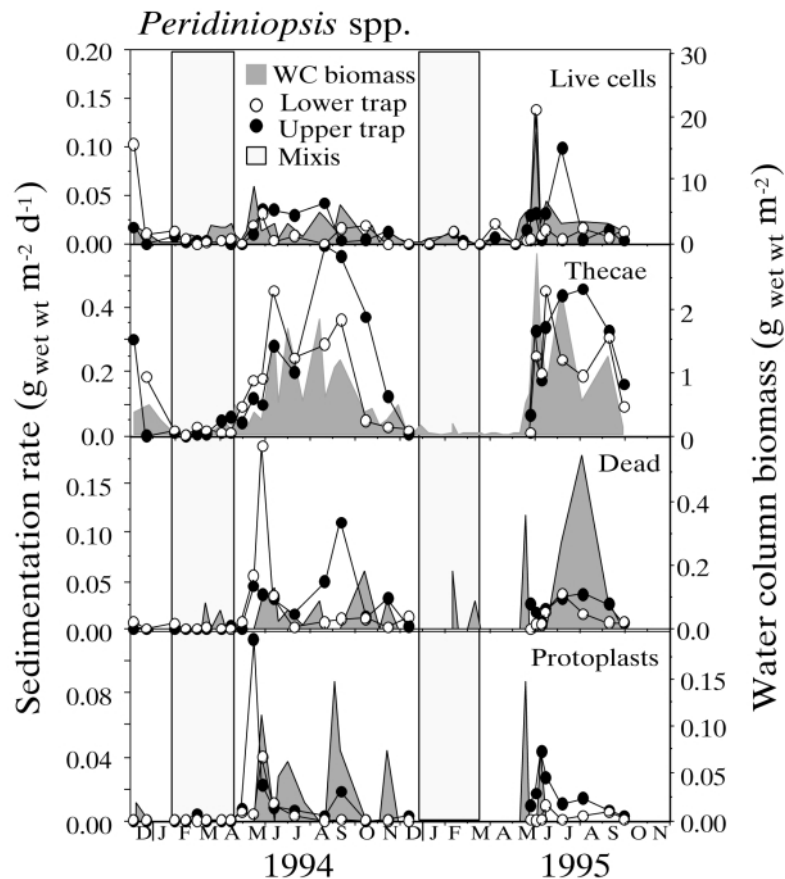 Peridiniopsis spp.
0.20
0.15
0.10
0.05
0.00
30
20
10
0
Live cells
WC biomass
Lower trap
Upper trap
Mixis
0.4
0.2
0.0
2
1
0
Thecae
0.15
0.10
0.05
0.00
0.4
0.2
0.0
Dead
0.08
0.04
0.00
0.15
0.10
0.05
0.00
Protoplasts
Sedimentation rate (g wet wt m-2 d-1)
Water column biomass (g wet wt m-2)
D J F M A M J J A S O N D J F M A M J J A S O N
1994 1995